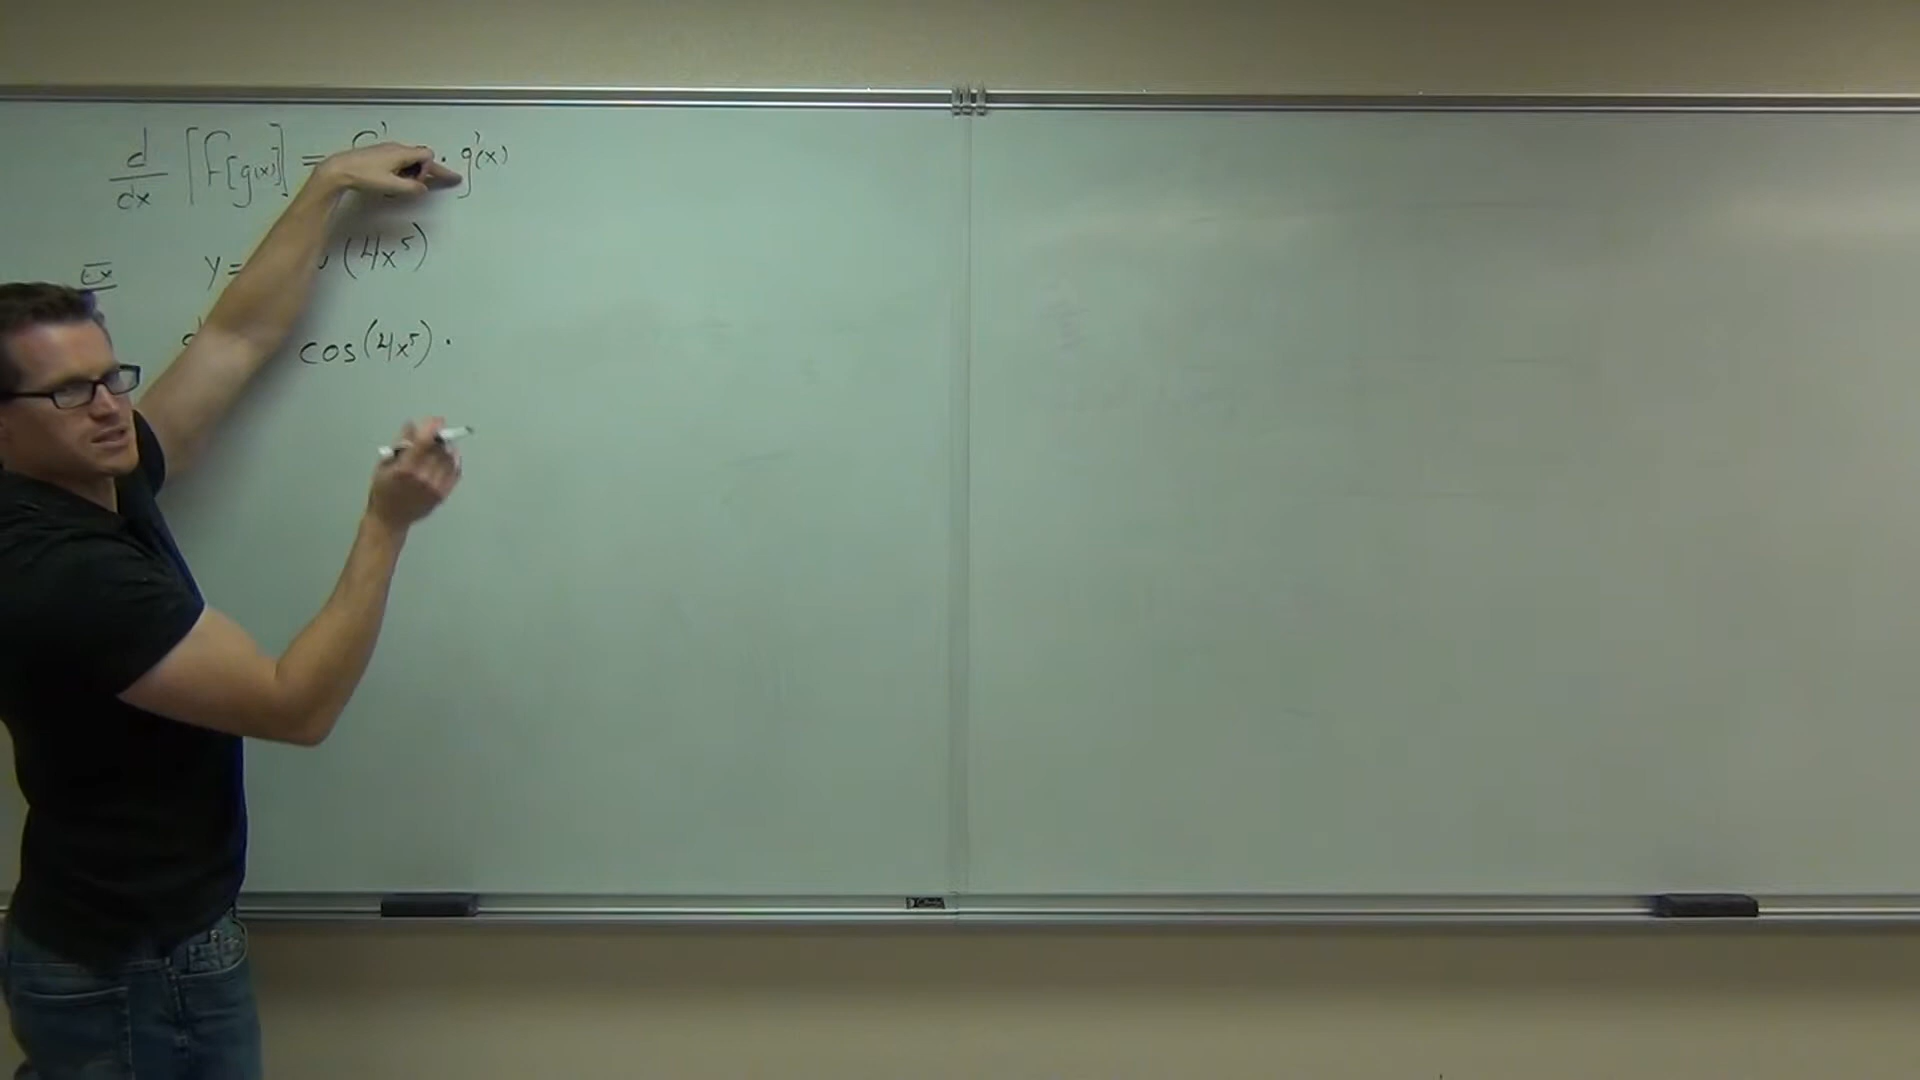 d/dx [f[g(x)]] = f' · g'(x)
Ex y = (4x⁵)
d cos(4x⁵) ·